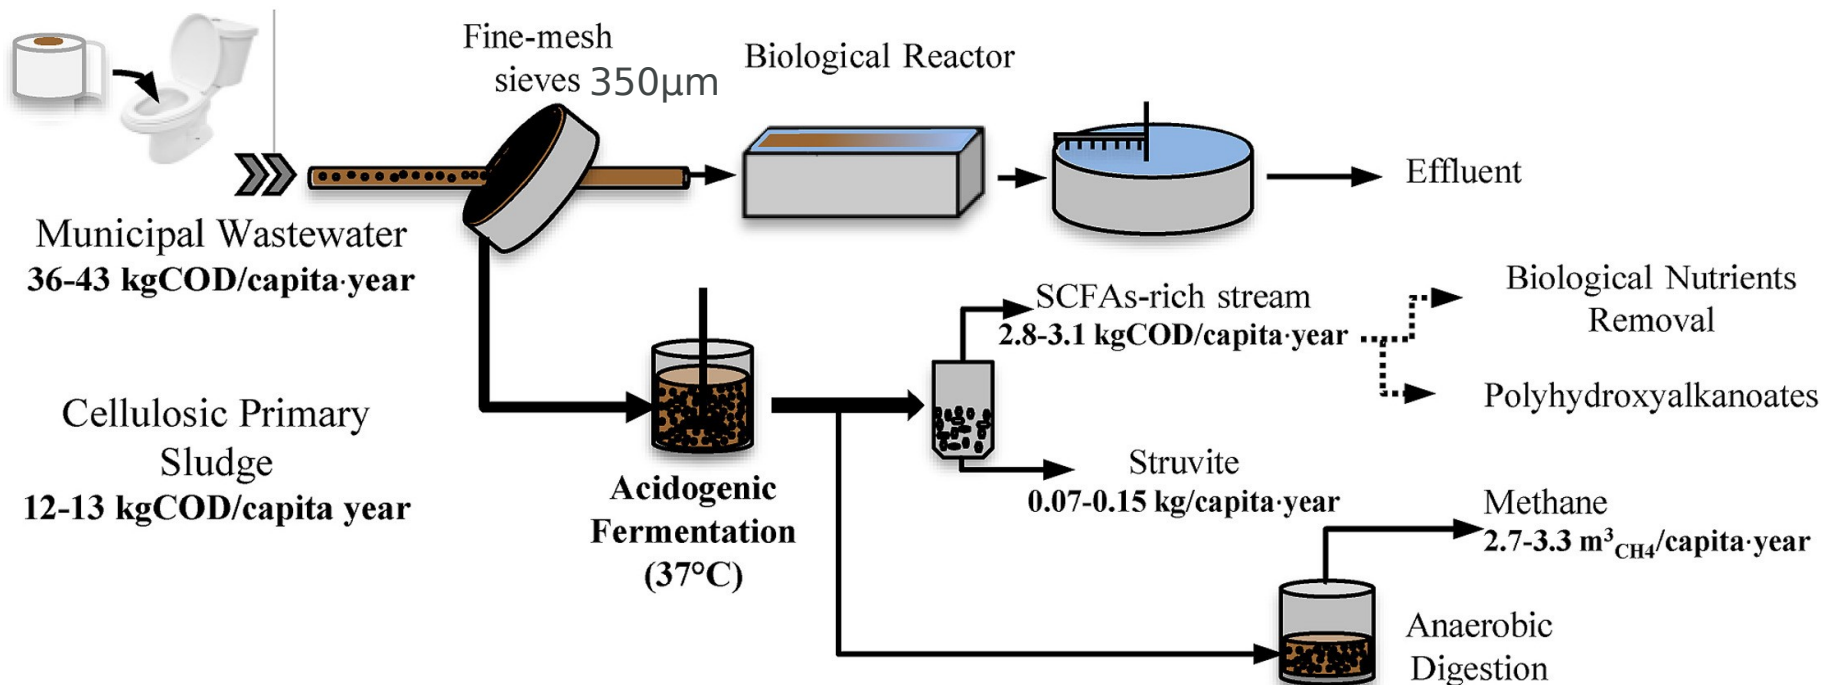 Fine-mesh
sieves 350µm
Biological Reactor
Effluent
Municipal Wastewater
36-43 kgCOD/capita·year
SCFAs-rich stream
2.8-3.1 kgCOD/capita·year
Biological Nutrients
Removal
Polyhydroxyalkanoates
Cellulosic Primary
Sludge
12-13 kgCOD/capita year
Acidogenic
Fermentation
(37°C)
Struvite
0.07-0.15 kg/capita·year
Methane
2.7-3.3 m³CH4/capita·year
Anaerobic
Digestion